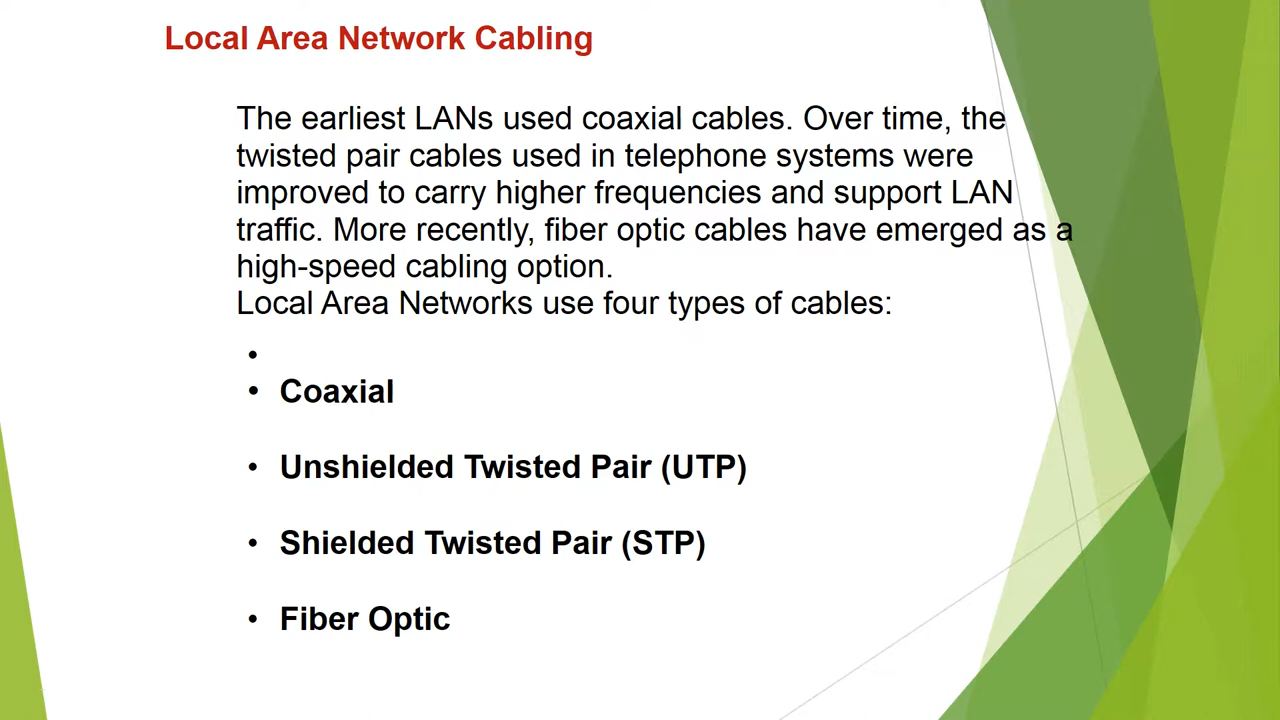 Local Area Network Cabling
The earliest LANs used coaxial cables. Over time, the
twisted pair cables used in telephone systems were
improved to carry higher frequencies and support LAN
traffic. More recently, fiber optic cables have emerged as a
high-speed cabling option.
Local Area Networks use four types of cables:
•
• Coaxial
• Unshielded Twisted Pair (UTP)
• Shielded Twisted Pair (STP)
• Fiber Optic